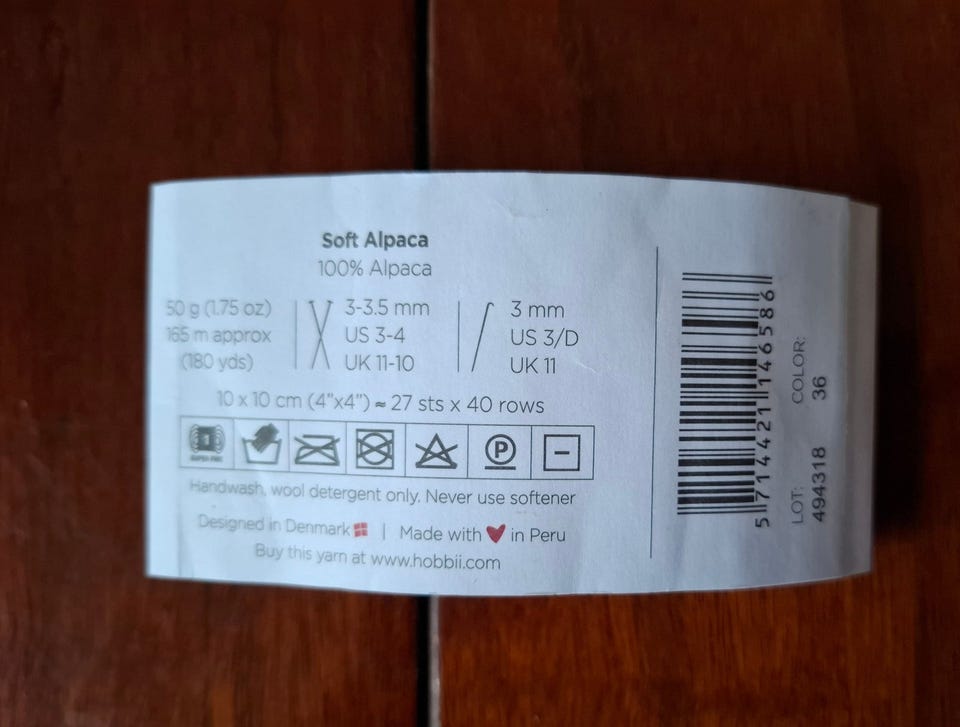 Soft Alpaca
100% Alpaca
50 g (1.75 oz)
165 m approx
(180 yds)
3-3.5 mm
US 3-4
UK 11-10
3 mm
US 3/D
UK 11
10 x 10 cm (4"x4") ≈ 27 sts x 40 rows
1
SUPER FINE
P
Handwash, wool detergent only. Never use softener
Designed in Denmark | Made with ❤ in Peru
Buy this yarn at www.hobbii.com
5 714421 146586
LOT: COLOR:
494318 36